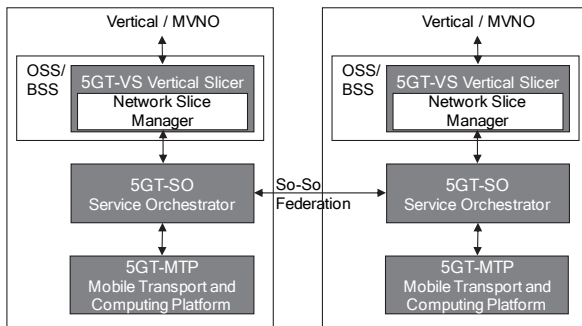 Vertical / MVNO
OSS/
BSS
5GT-VS Vertical Slicer
Network Slice
Manager
5GT-SO
Service Orchestrator
5GT-MTP
Mobile Transport and
Computing Platform
So-So
Federation
Vertical / MVNO
OSS/
BSS
5GT-VS Vertical Slicer
Network Slice
Manager
5GT-SO
Service Orchestrator
5GT-MTP
Mobile Transport and
Computing Platform